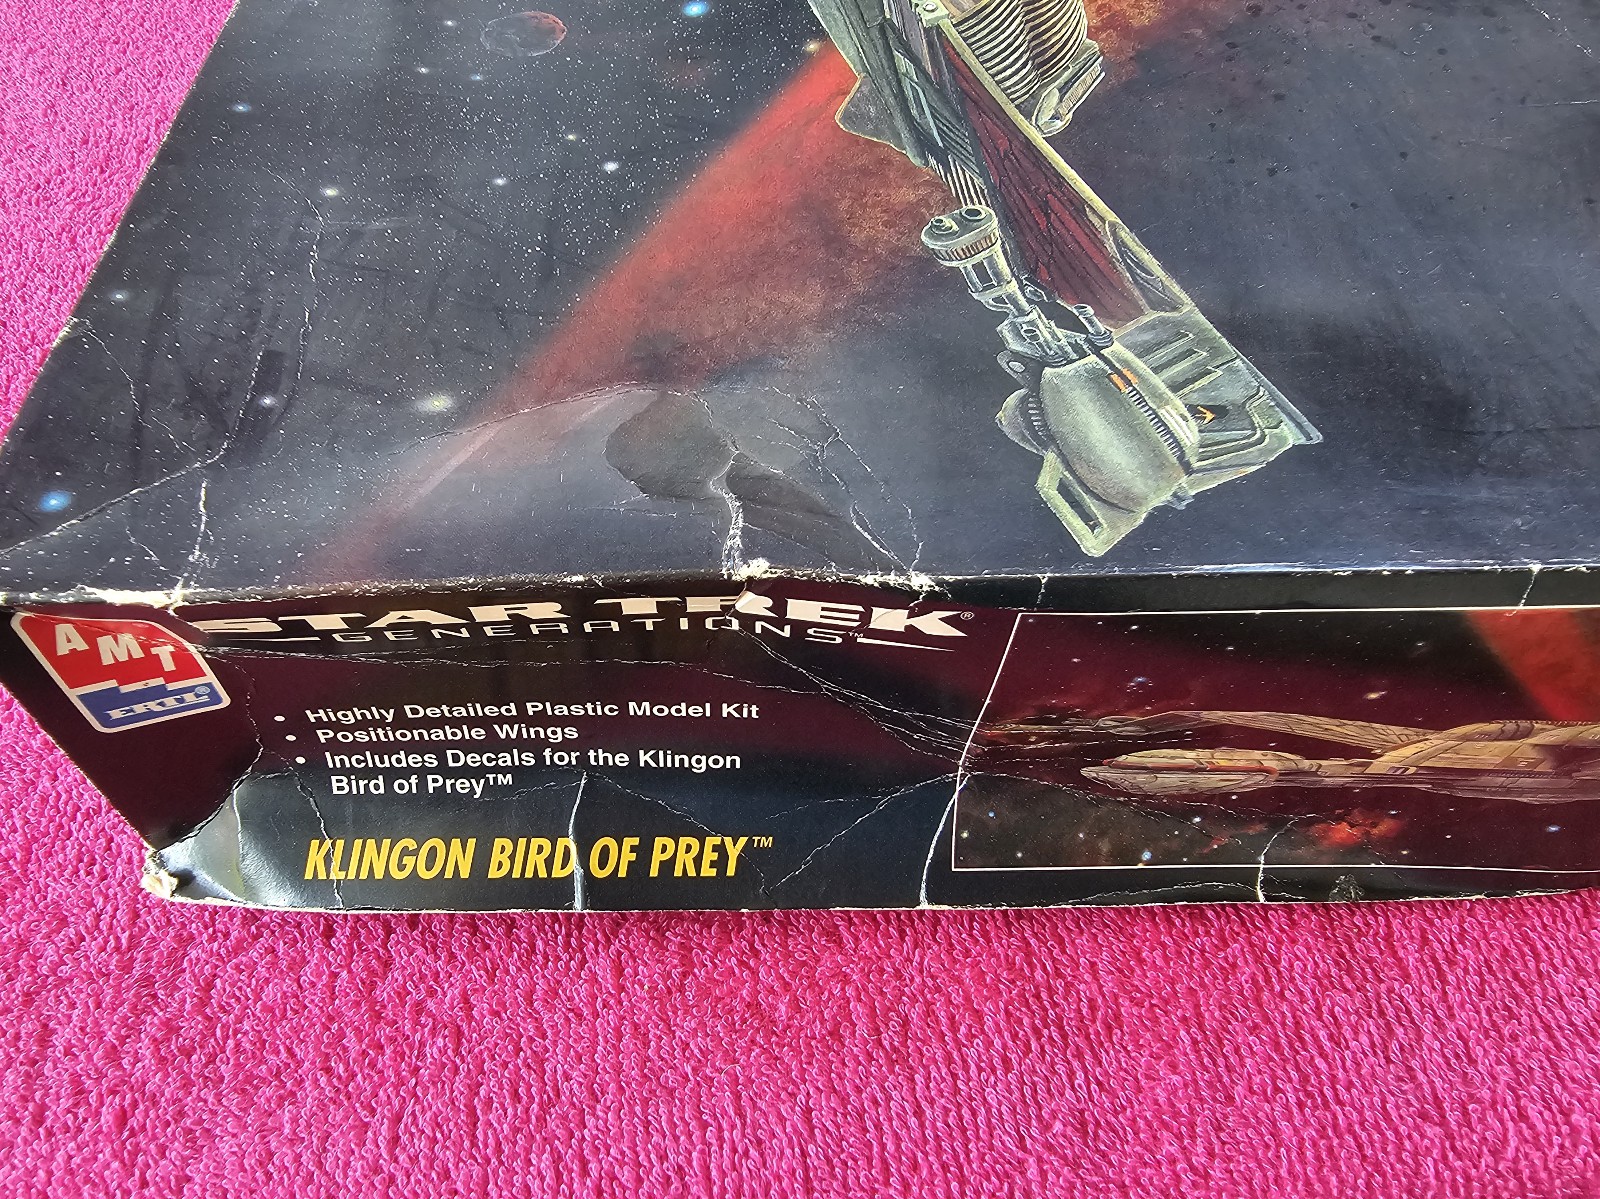 AMT
ERTL®
STAR TREK®
GENERATIONS™
• Highly Detailed Plastic Model Kit
• Positionable Wings
• Includes Decals for the Klingon
Bird of Prey™
KLINGON BIRD OF PREY™